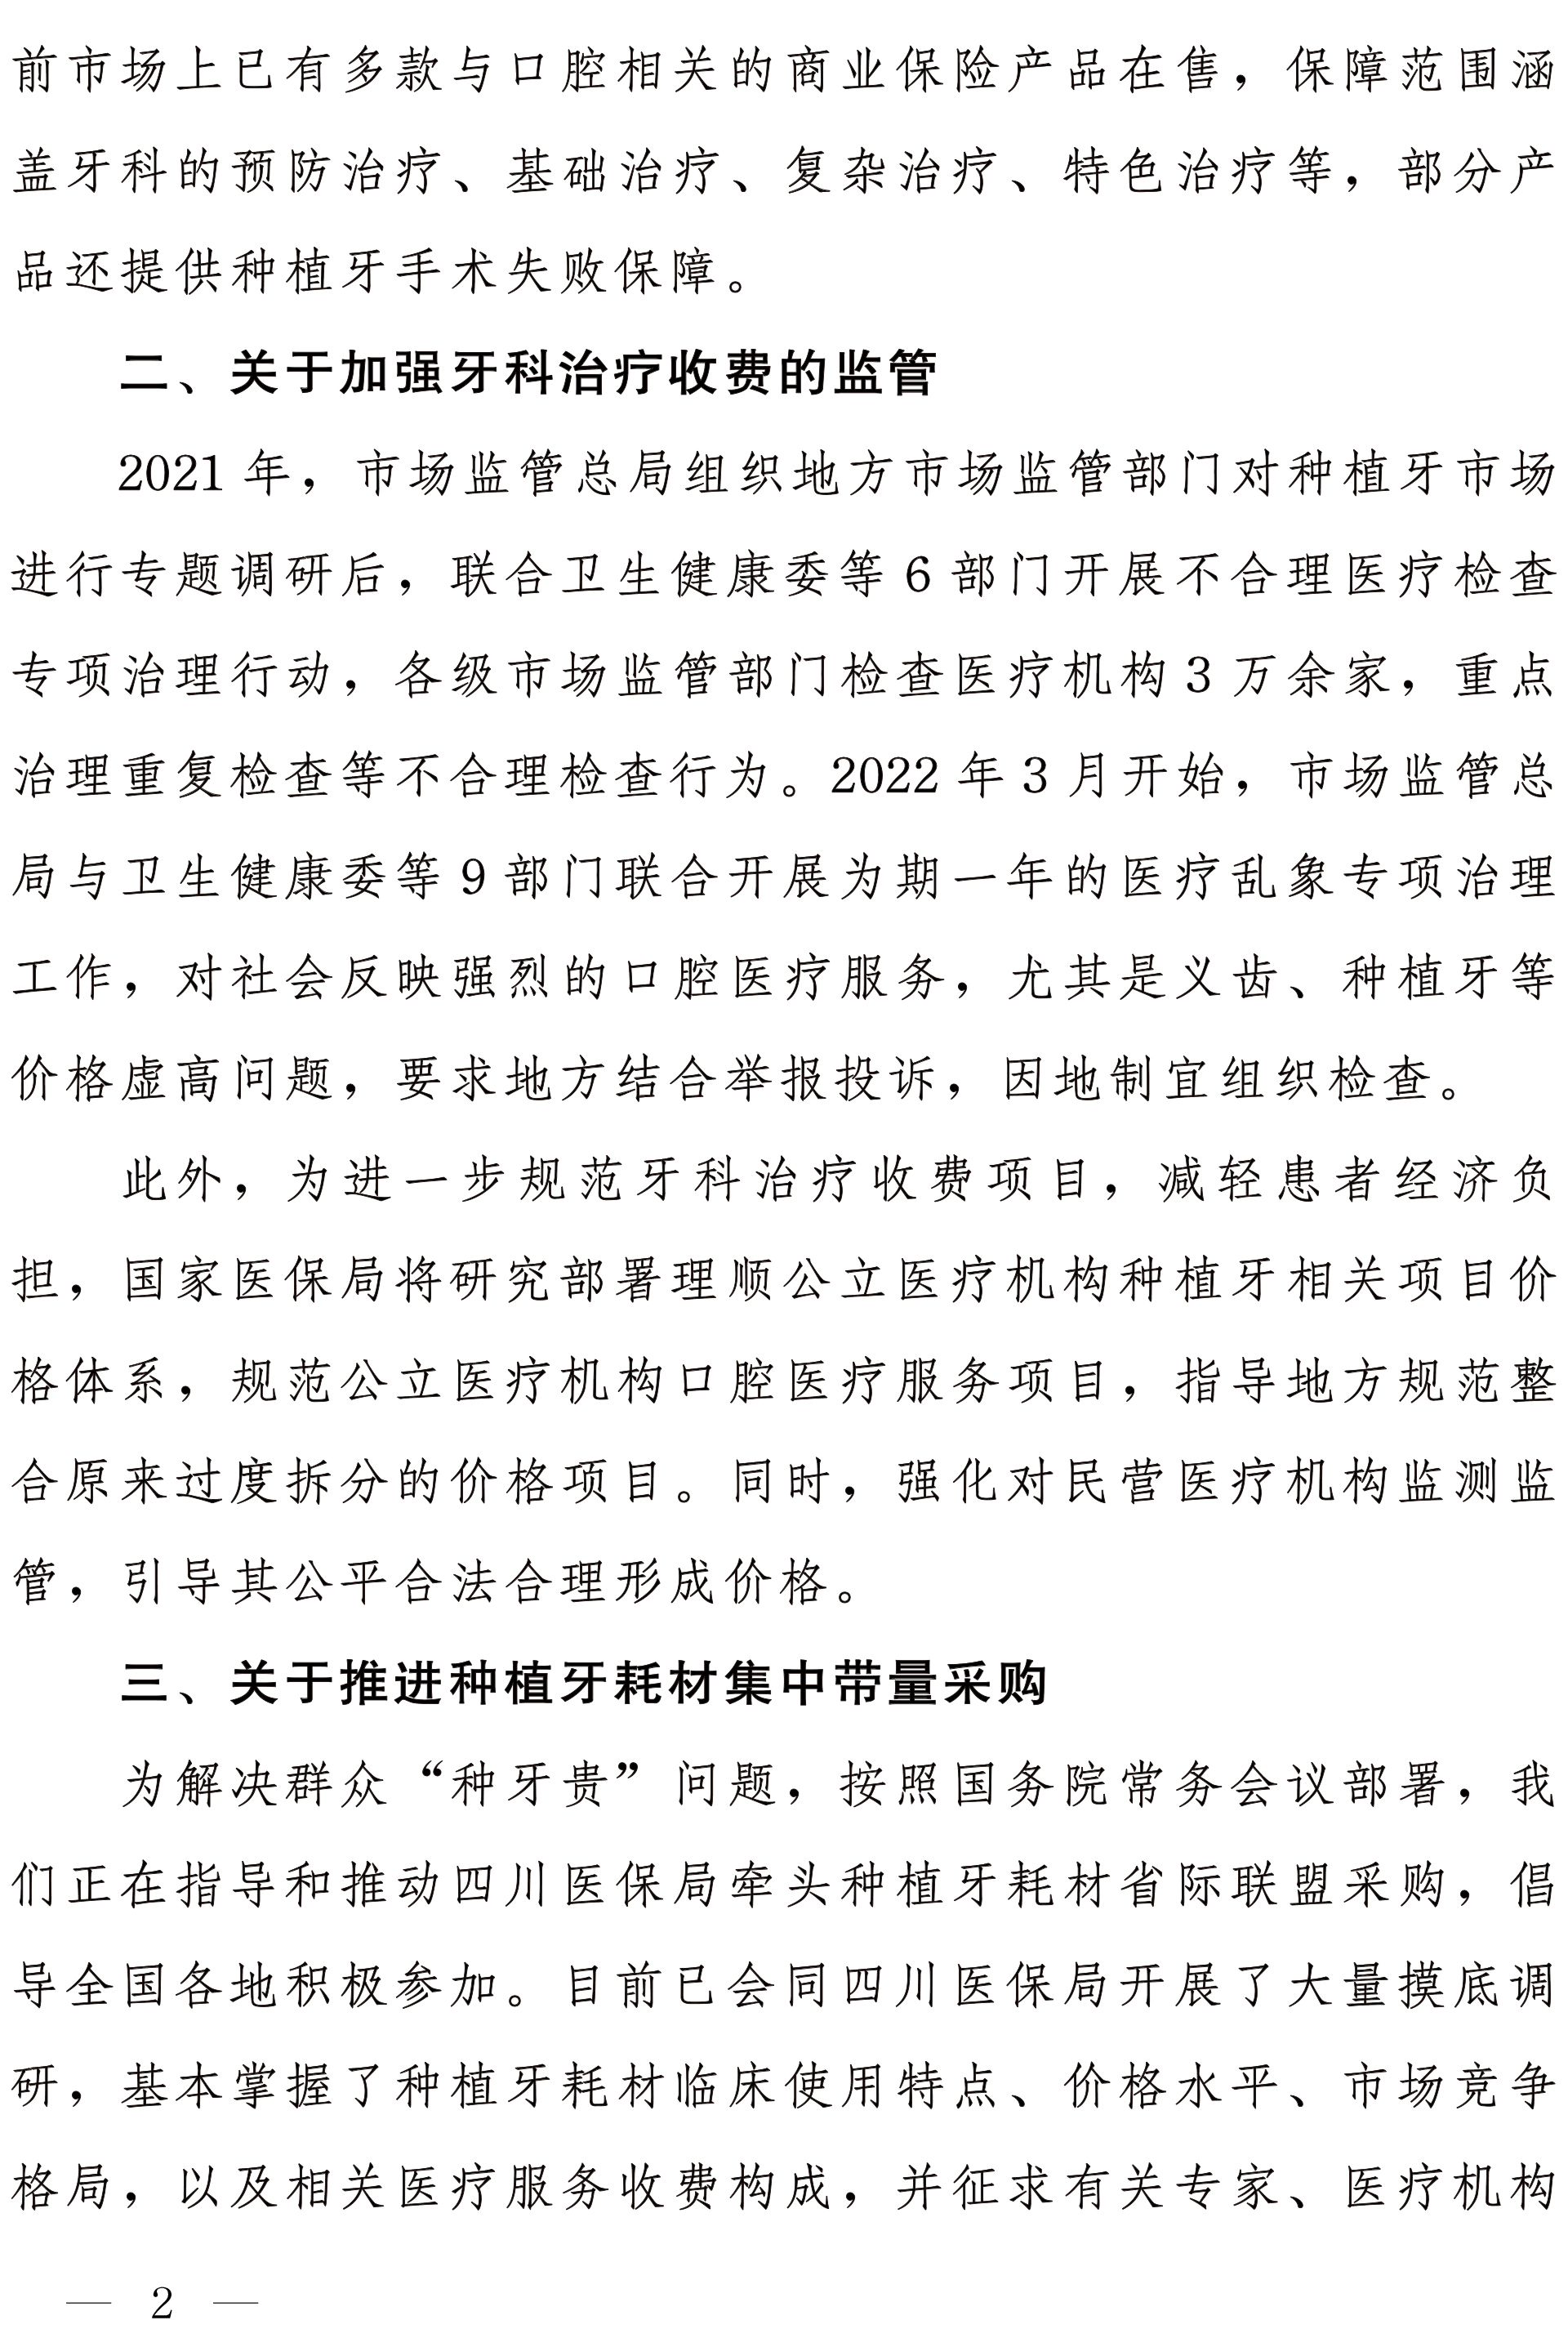 前市场上已有多款与口腔相关的商业保险产品在售，保障范围涵
盖牙科的预防治疗、基础治疗、复杂治疗、特色治疗等，部分产
品还提供种植牙手术失败保障。
二、关于加强牙科治疗收费的监管
2021 年，市场监管总局组织地方市场监管部门对种植牙市场
进行专题调研后，联合卫生健康委等 6 部门开展不合理医疗检查
专项治理行动，各级市场监管部门检查医疗机构 3 万余家，重点
治理重复检查等不合理检查行为。2022 年 3 月开始，市场监管总
局与卫生健康委等 9 部门联合开展为期一年的医疗乱象专项治理
工作，对社会反映强烈的口腔医疗服务，尤其是义齿、种植牙等
价格虚高问题，要求地方结合举报投诉，因地制宜组织检查。
此外，为进一步规范牙科治疗收费项目，减轻患者经济负
担，国家医保局将研究部署理顺公立医疗机构种植牙相关项目价
格体系，规范公立医疗机构口腔医疗服务项目，指导地方规范整
合原来过度拆分的价格项目。同时，强化对民营医疗机构监测监
管，引导其公平合法合理形成价格。
三、关于推进种植牙耗材集中带量采购
为解决群众“种牙贵”问题，按照国务院常务会议部署，我
们正在指导和推动四川医保局牵头种植牙耗材省际联盟采购，倡
导全国各地积极参加。目前已会同四川医保局开展了大量摸底调
研，基本掌握了种植牙耗材临床使用特点、价格水平、市场竞争
格局，以及相关医疗服务收费构成，并征求有关专家、医疗机构
— 2 —